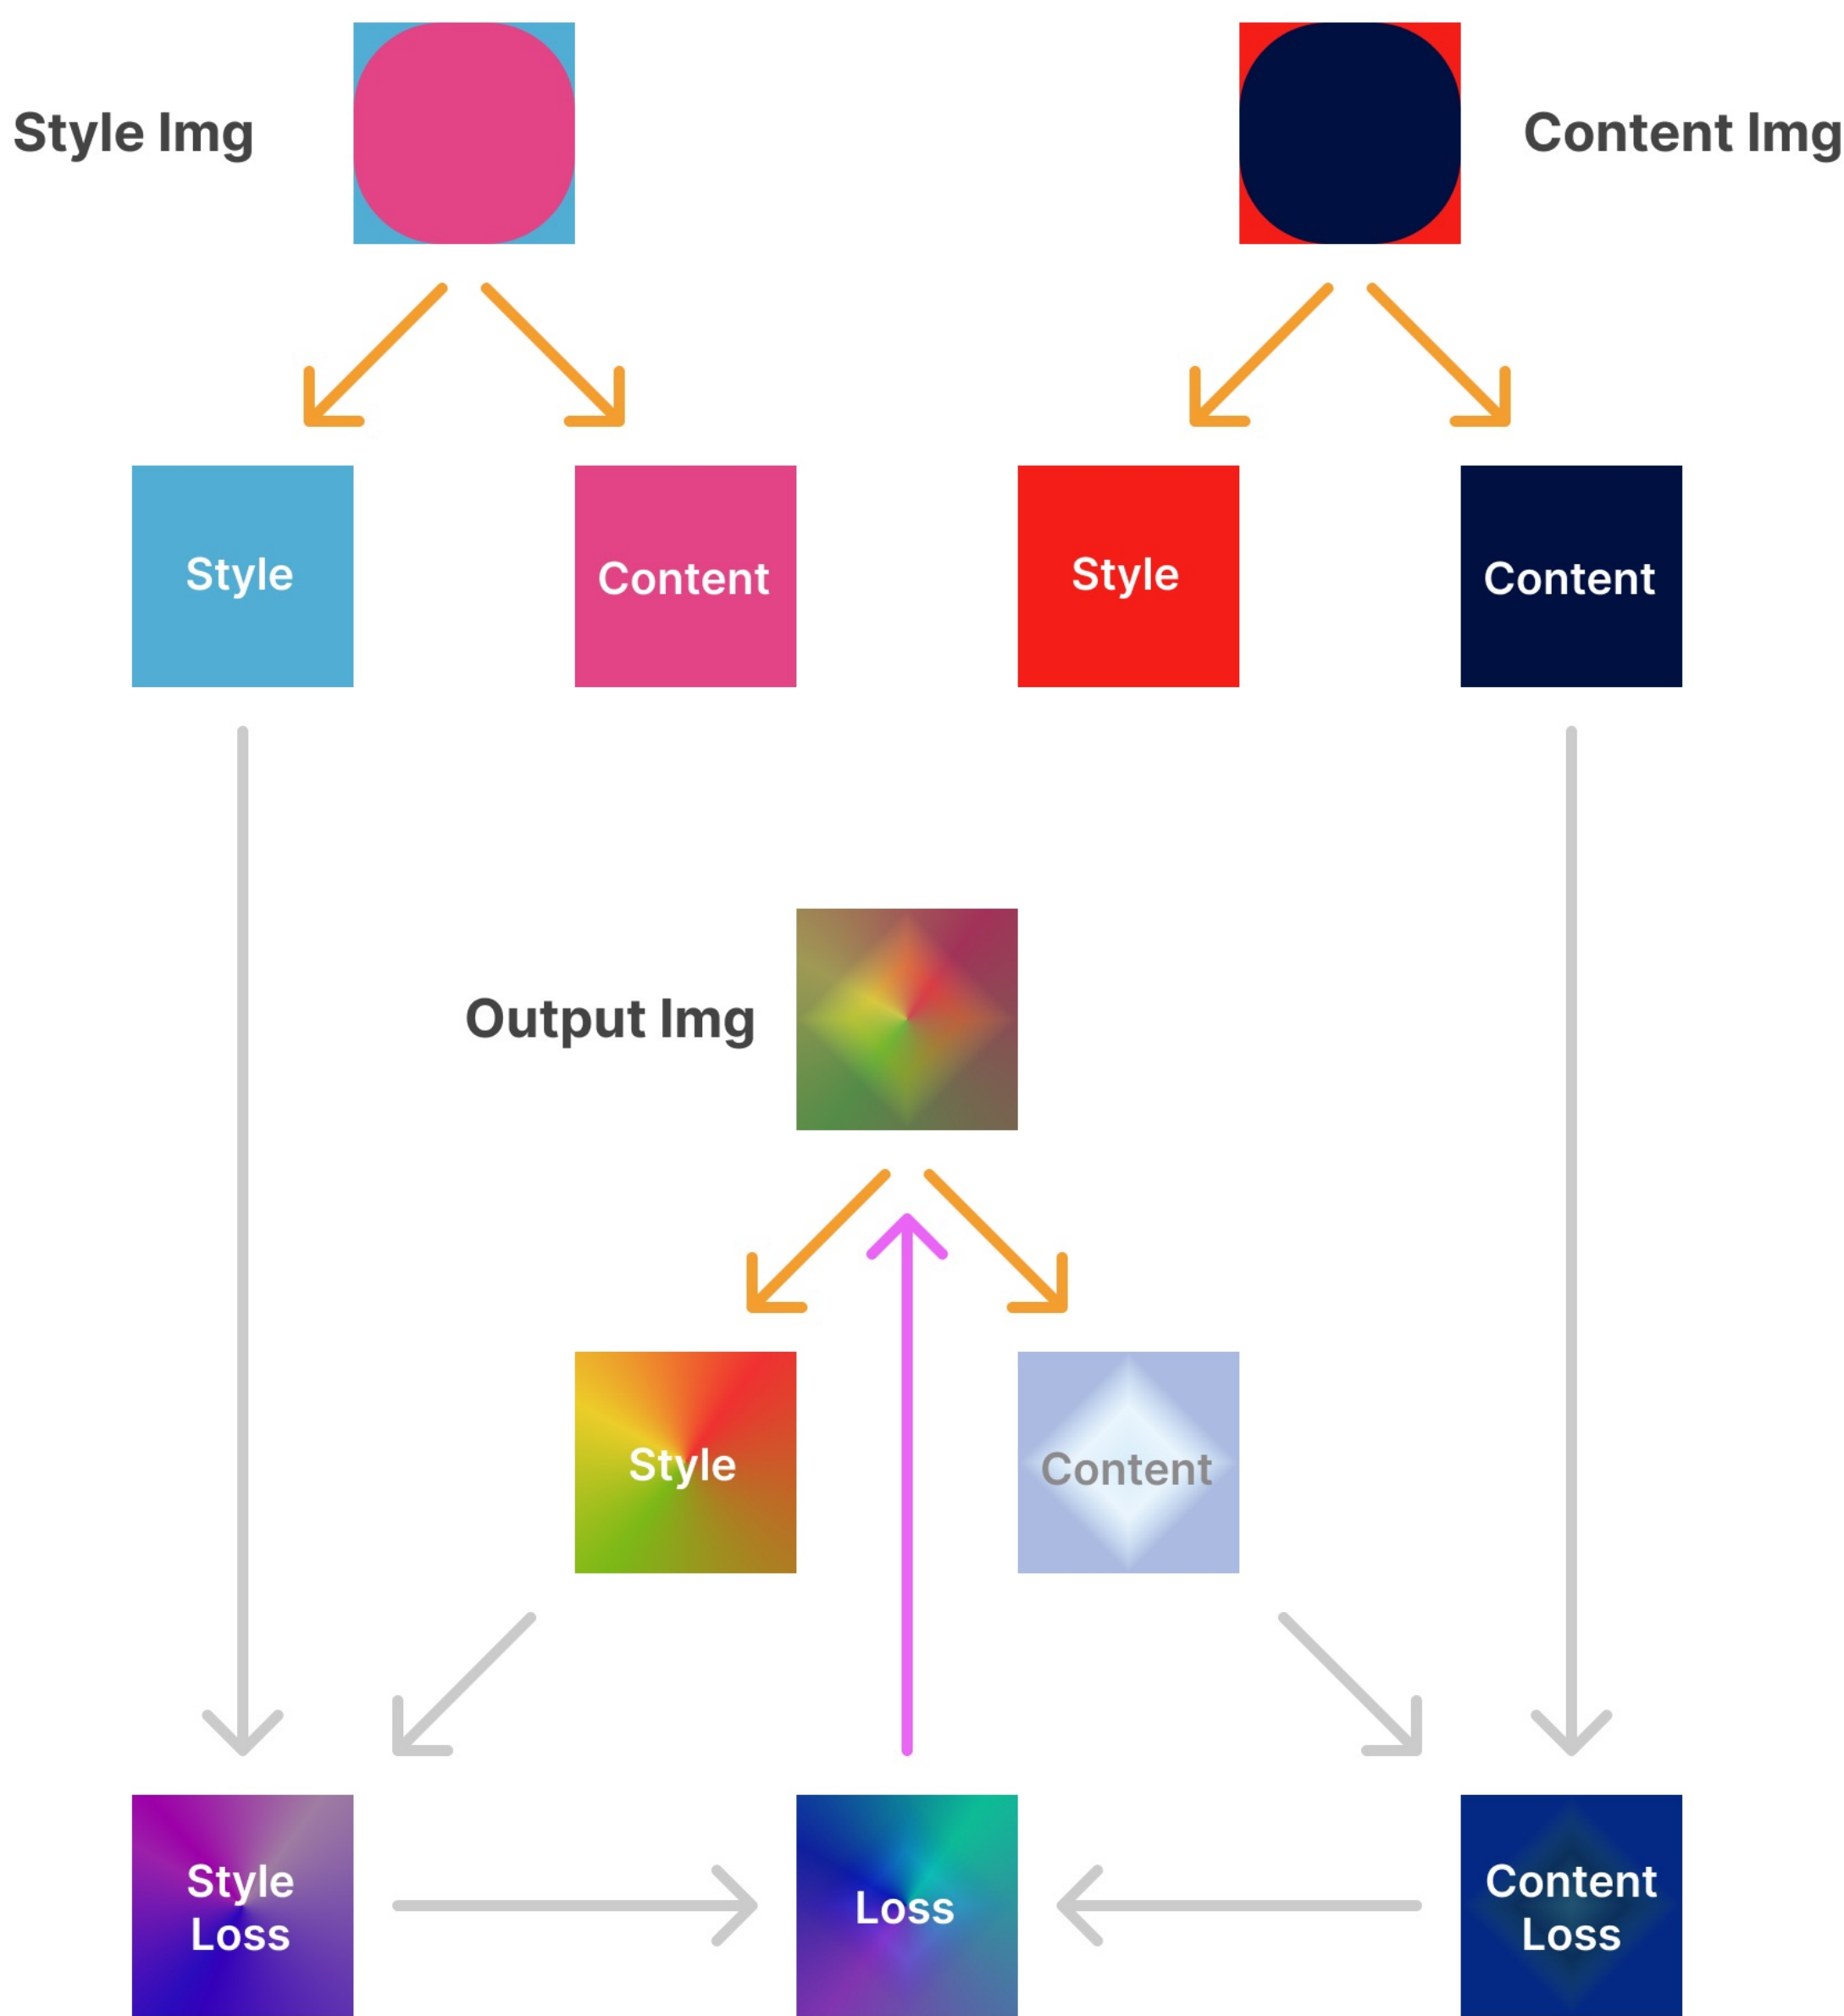 Style Img
Content Img
Style
Content
Style
Content
Output Img
Style
Content
Style
Loss
Loss
Content
Loss